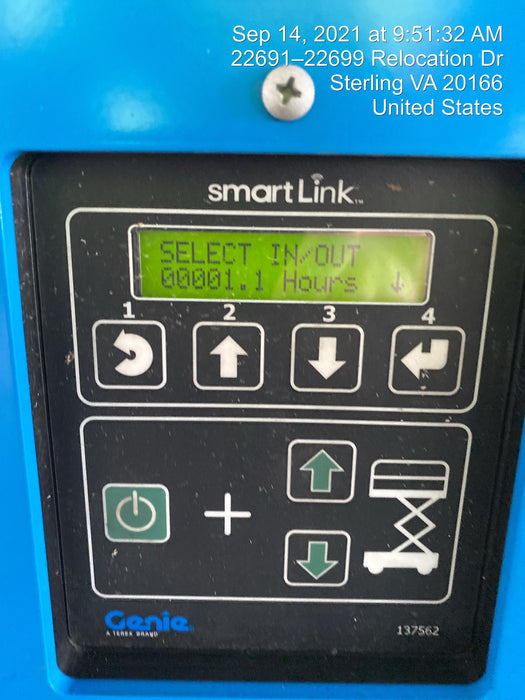 Sep 14, 2021 at 9:51:32 AM
22691–22699 Relocation Dr
Sterling VA 20166
United States
smartLink™
SELECT IN/OUT
00001.1 Hours ↓
1 2 3 4
Genie
A TEREX BRAND
137562